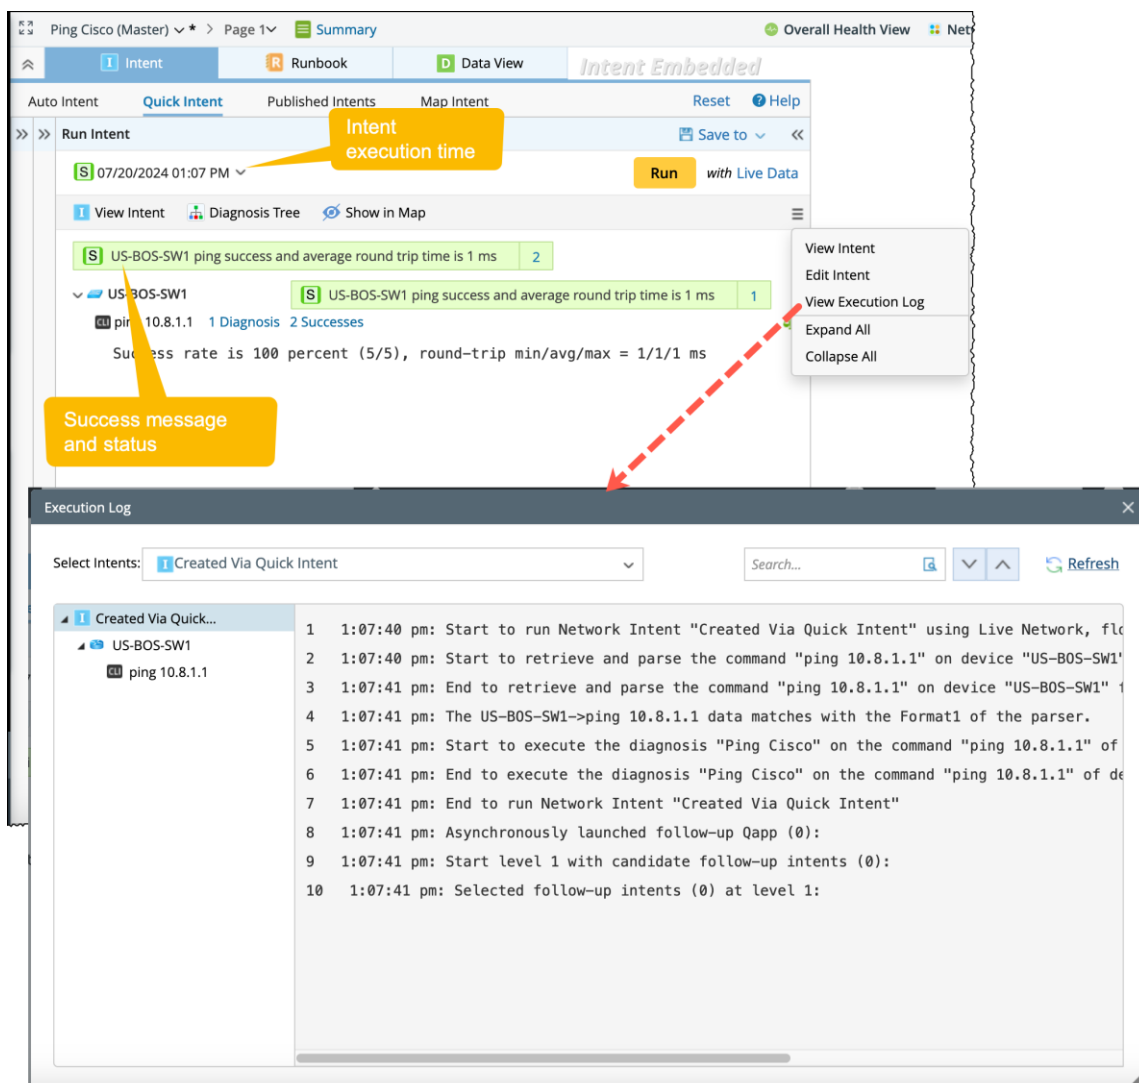 Ping Cisco (Master) * > Page 1 Summary Overall Health View Net
I Intent R Runbook D Data View Intent Embedded
Auto Intent Quick Intent Published Intents Map Intent Reset ? Help
Run Intent Save to
Intent
execution time
S 07/20/2024 01:07 PM Run with Live Data
I View Intent Diagnosis Tree Show in Map
S US-BOS-SW1 ping success and average round trip time is 1 ms 2
US-BOS-SW1 S US-BOS-SW1 ping success and average round trip time is 1 ms 1
CLI ping 10.8.1.1 1 Diagnosis 2 Successes
Success rate is 100 percent (5/5), round-trip min/avg/max = 1/1/1 ms
View Intent
Edit Intent
View Execution Log
Expand All
Collapse All
Success message
and status
Execution Log
Select Intents: I Created Via Quick Intent Search... Refresh
I Created Via Quick...
US-BOS-SW1
CLI ping 10.8.1.1
1 1:07:40 pm: Start to run Network Intent "Created Via Quick Intent" using Live Network,
2 1:07:40 pm: Start to retrieve and parse the command "ping 10.8.1.1" on device "US-BOS-SW1"
3 1:07:41 pm: End to retrieve and parse the command "ping 10.8.1.1" on device "US-BOS-SW1"
4 1:07:41 pm: The US-BOS-SW1->ping 10.8.1.1 data matches with the Format1 of the parser.
5 1:07:41 pm: Start to execute the diagnosis "Ping Cisco" on the command "ping 10.8.1.1" of
6 1:07:41 pm: End to execute the diagnosis "Ping Cisco" on the command "ping 10.8.1.1" of de
7 1:07:41 pm: End to run Network Intent "Created Via Quick Intent"
8 1:07:41 pm: Asynchronously launched follow-up Qapp (0):
9 1:07:41 pm: Start level 1 with candidate follow-up intents (0):
10 1:07:41 pm: Selected follow-up intents (0) at level 1: